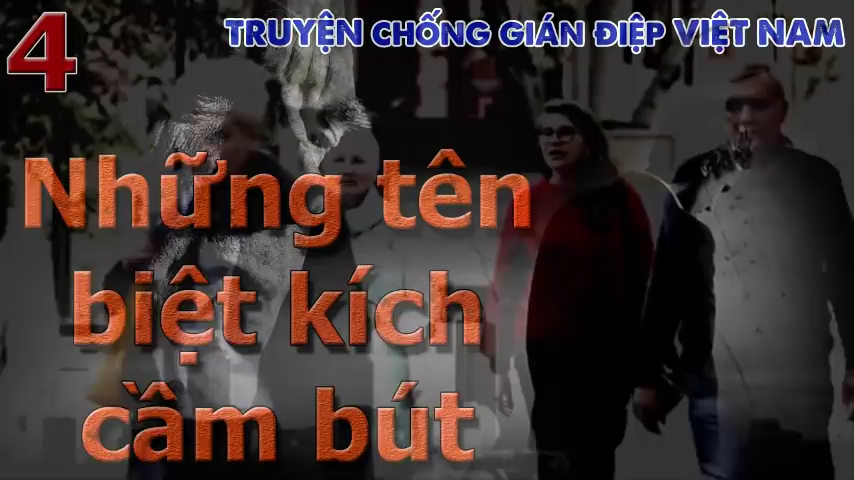 4
TRUYỆN CHỐNG GIÁN ĐIỆP VIỆT NAM
Những tên
biệt kích
cầm bút